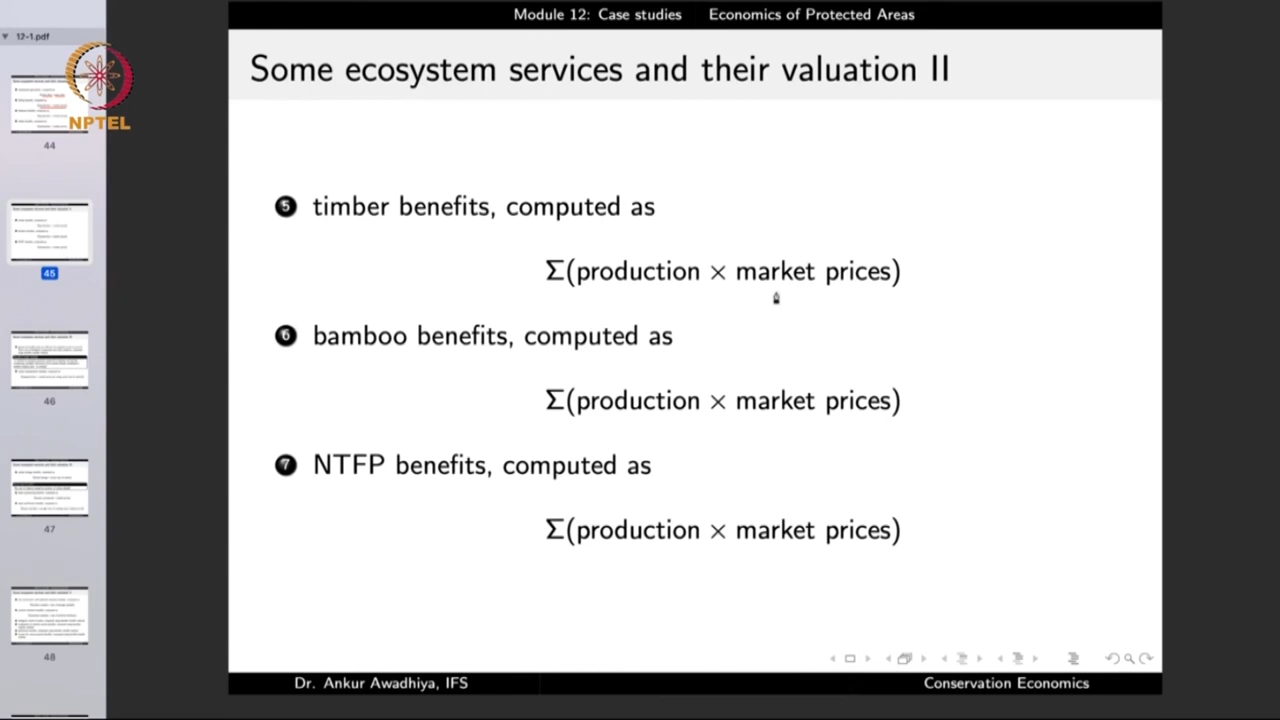 Module 12: Case studies Economics of Protected Areas
12-1.pdf
NPTEL
Some ecosystem services and their valuation II
44
45
46
47
48
5 timber benefits, computed as
Σ(production × market prices)
6 bamboo benefits, computed as
Σ(production × market prices)
7 NTFP benefits, computed as
Σ(production × market prices)
Dr. Ankur Awadhiya, IFS Conservation Economics